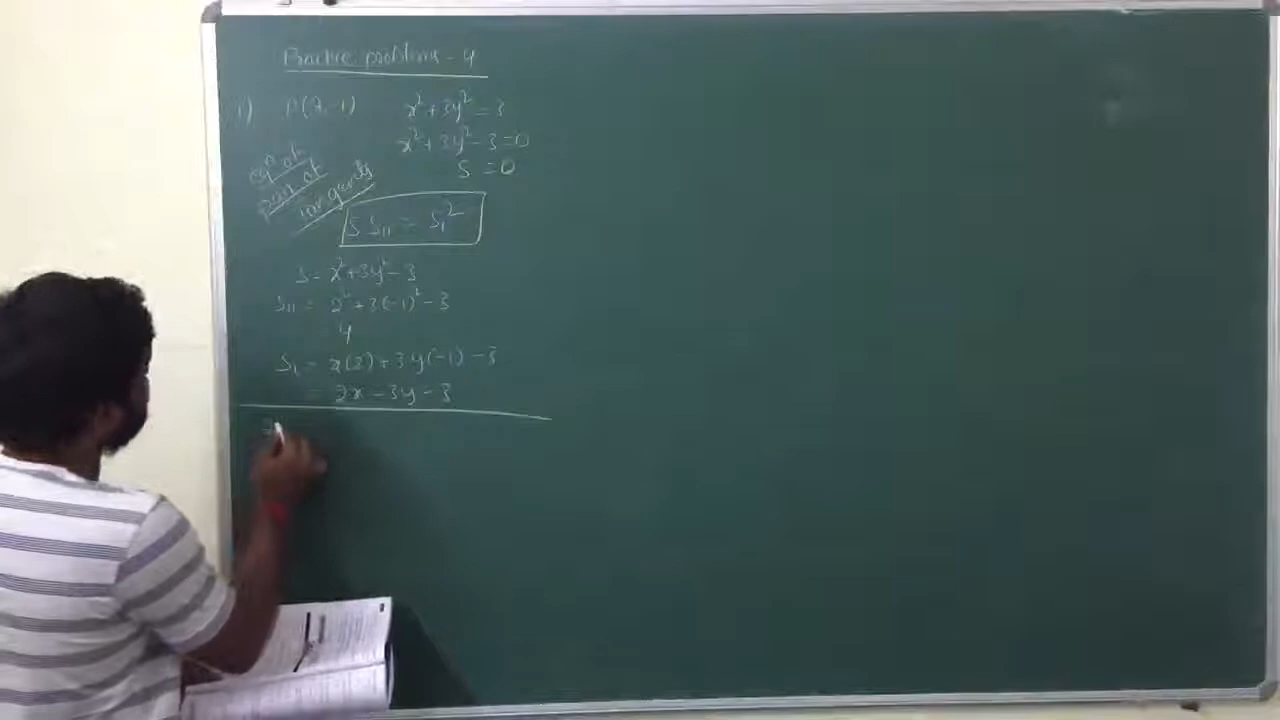 Practice problems - 4
1) P(2,-1) x²+3y² = 3
x²+3y²-3=0
S = 0
eqn of
pair of
tangents
S S₁₁ = S₁²
S = x²+3y²-3
S₁₁ = 2²+3(-1)²-3
4
S₁ = x(2)+3y(-1)-3
= 2x-3y-3